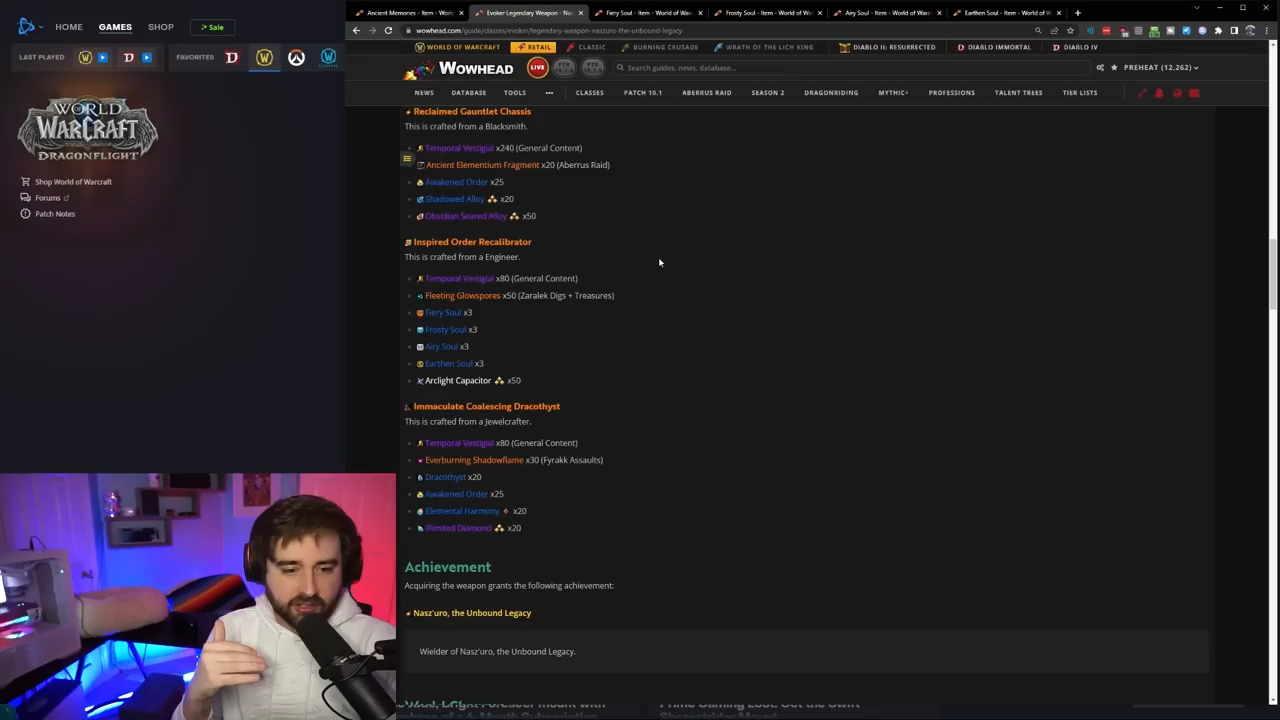 HOME
GAMES
SHOP
Sale
LAST PLAYED
FAVORITES
WORLD
WARCRAFT
DRAGONFLIGHT
Shop World of Warcraft
Forums
Patch Notes
Ancient Memories - Item - World
Evoker Legendary Weapon - Nas
Fiery Soul - Item - World of War
Frosty Soul - Item - World of W
Airy Soul - Item - World of Warc
Earthen Soul - Item - World of W
wowhead.com/guide/classes/evoker/legendary-weapon-naszuro-the-unbound-legacy
WORLD OF WARCRAFT
RETAIL
CLASSIC
BURNING CRUSADE
WRATH OF THE LICH KING
DIABLO II: RESURRECTED
DIABLO IMMORTAL
DIABLO IV
WOWHEAD
LIVE
Search guides, news, database...
PREHEAT (12,262)
NEWS
DATABASE
TOOLS
CLASSES
PATCH 10.1
ABERRUS RAID
SEASON 2
DRAGONRIDING
MYTHIC+
PROFESSIONS
TALENT TREES
TIER LISTS
Reclaimed Gauntlet Chassis
This is crafted from a Blacksmith.
Temporal Vestigial x240 (General Content)
Ancient Elementium Fragment x20 (Aberrus Raid)
Awakened Order x25
Shadowed Alloy x20
Obsidian Seared Alloy x50
Inspired Order Recalibrator
This is crafted from a Engineer.
Temporal Vestigial x80 (General Content)
Fleeting Glowspores x50 (Zaralek Digs + Treasures)
Fiery Soul x3
Frosty Soul x3
Airy Soul x3
Earthen Soul x3
Arclight Capacitor x50
Immaculate Coalescing Dracothyst
This is crafted from a Jewelcrafter.
Temporal Vestigial x80 (General Content)
Everburning Shadowflame x30 (Fyrakk Assaults)
Dracothyst x20
Awakened Order x25
Elemental Harmony x20
Illimited Diamond x20
Achievement
Acquiring the weapon grants the following achievement:
Nasz'uro, the Unbound Legacy
Wielder of Nasz'uro, the Unbound Legacy.